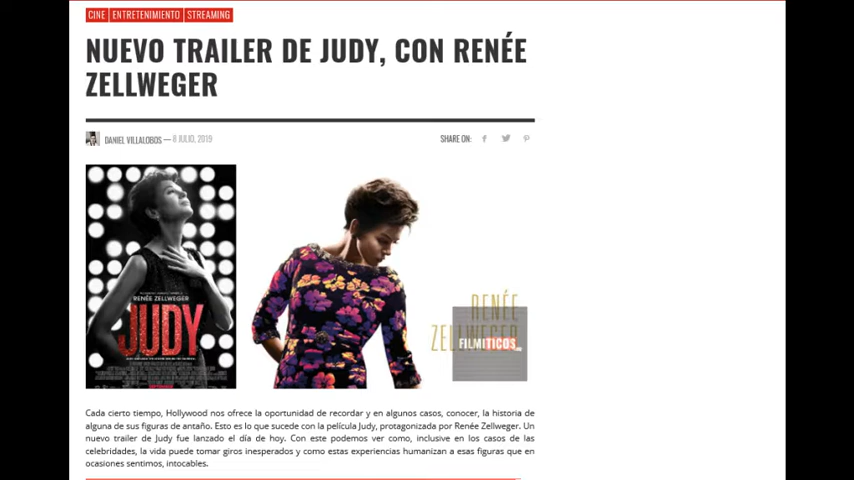 CINE ENTRETENIMIENTO STREAMING
NUEVO TRAILER DE JUDY, CON RENÉE
ZELLWEGER
DANIEL VILLALOBOS — 8 JULIO, 2019
SHARE ON:
RENÉE ZELLWEGER
JUDY
RENÉE
ZELLWEGER
FILMITICOS
Cada cierto tiempo, Hollywood nos ofrece la oportunidad de recordar y en algunos casos, conocer, la historia de
alguna de sus figuras de antaño. Esto es lo que sucede con la película Judy, protagonizada por Renée Zellweger. Un
nuevo trailer de Judy fue lanzado el día de hoy. Con este podemos ver como, inclusive en los casos de las
celebridades, la vida puede tomar giros inesperados y como estas experiencias humanizan a esas figuras que en
ocasiones sentimos, intocables.